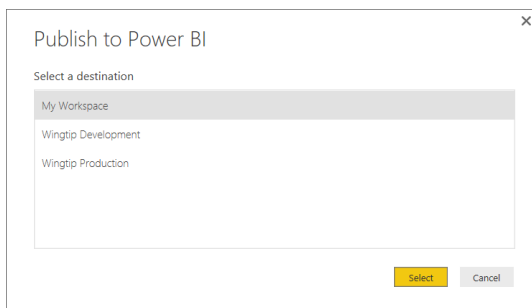 Publish to Power BI
Select a destination
My Workspace
Wingtip Development
Wingtip Production
Select Cancel